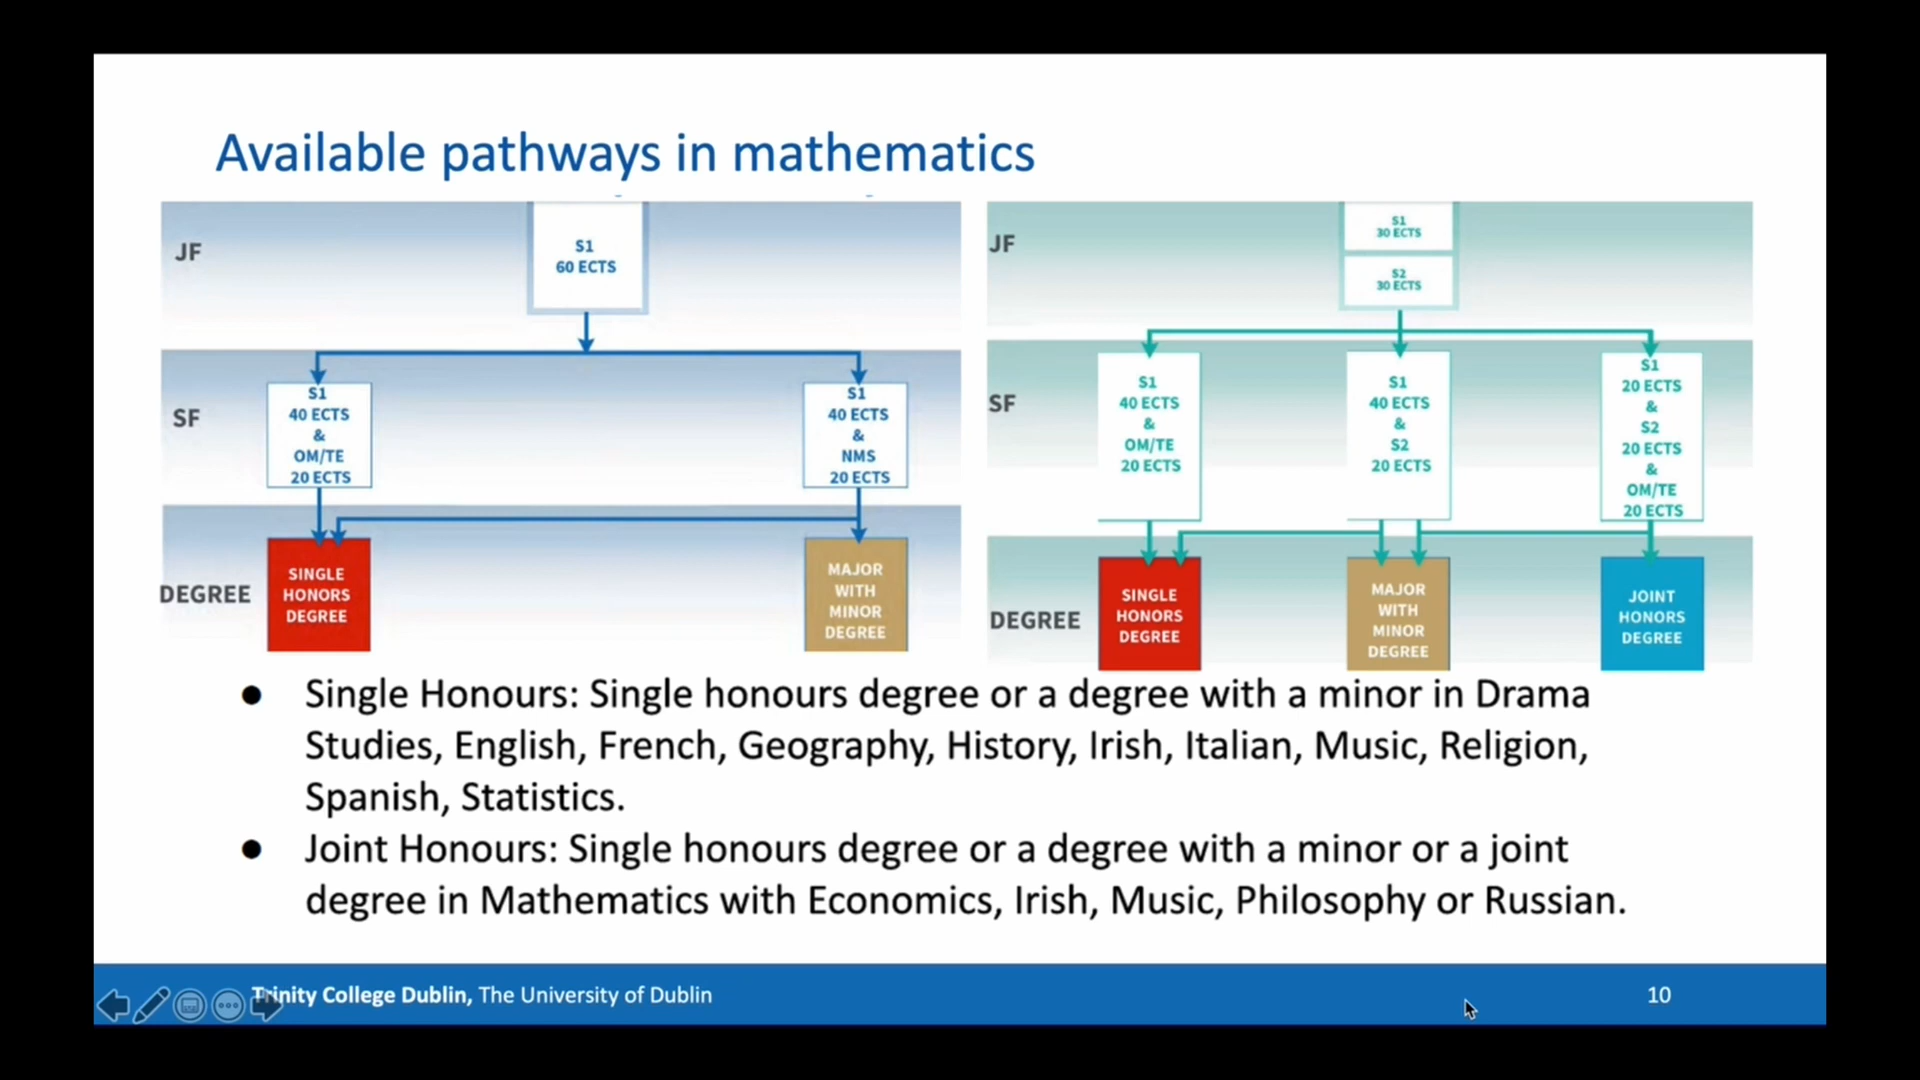 Available pathways in mathematics
JF
S1
60 ECTS
SF
S1
40 ECTS
&
OM/TE
20 ECTS
S1
40 ECTS
&
NMS
20 ECTS
DEGREE
SINGLE
HONORS
DEGREE
MAJOR
WITH
MINOR
DEGREE
JF
S1
30 ECTS
S2
30 ECTS
SF
S1
40 ECTS
&
OM/TE
20 ECTS
S1
40 ECTS
&
S2
20 ECTS
S1
20 ECTS
&
S2
20 ECTS
&
OM/TE
20 ECTS
DEGREE
SINGLE
HONORS
DEGREE
MAJOR
WITH
MINOR
DEGREE
JOINT
HONORS
DEGREE
● Single Honours: Single honours degree or a degree with a minor in Drama
Studies, English, French, Geography, History, Irish, Italian, Music, Religion,
Spanish, Statistics.
● Joint Honours: Single honours degree or a degree with a minor or a joint
degree in Mathematics with Economics, Irish, Music, Philosophy or Russian.
Trinity College Dublin, The University of Dublin
10